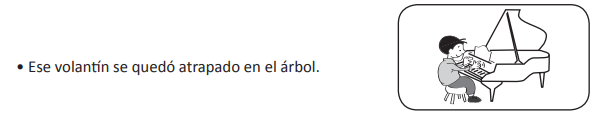 • Ese volantín se quedó atrapado en el árbol.